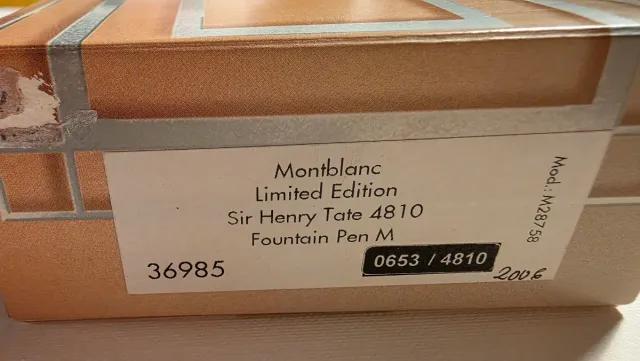 Montblanc
Limited Edition
Sir Henry Tate 4810
Fountain Pen M
36985
0653 / 4810
2006
Mod.: M28758